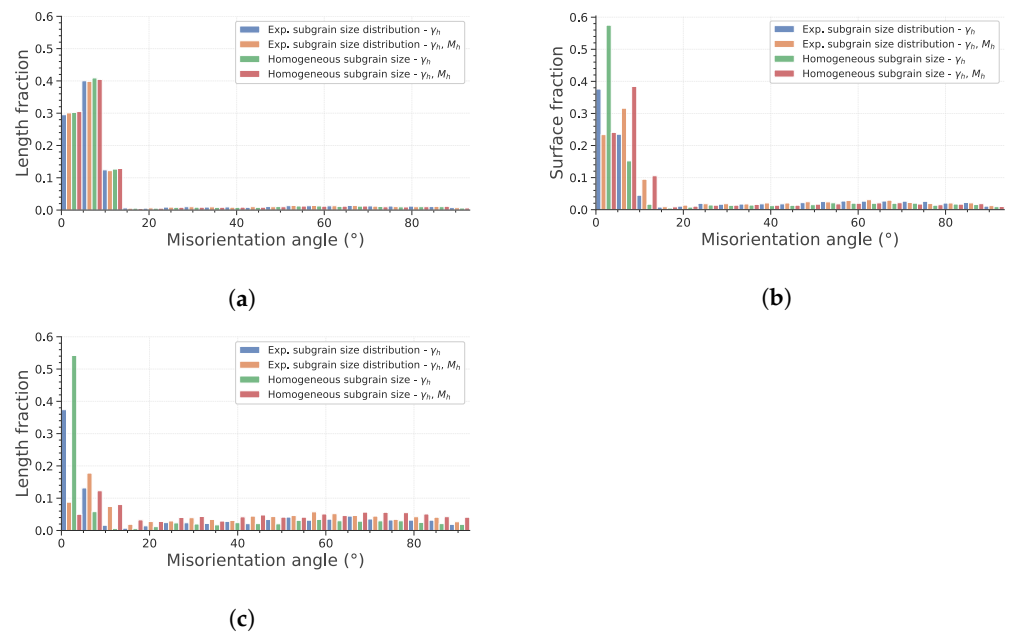 0.6
0.5
0.4
0.3
0.2
0.1
0.0
Length fraction
0 20 40 60 80
Misorientation angle (°)
Exp. subgrain size distribution - γh
Exp. subgrain size distribution - γh, Mh
Homogeneous subgrain size - γh
Homogeneous subgrain size - γh, Mh
(a)
0.6
0.5
0.4
0.3
0.2
0.1
0.0
Surface fraction
0 20 40 60 80
Misorientation angle (°)
Exp. subgrain size distribution - γh
Exp. subgrain size distribution - γh, Mh
Homogeneous subgrain size - γh
Homogeneous subgrain size - γh, Mh
(b)
0.6
0.5
0.4
0.3
0.2
0.1
0.0
Length fraction
0 20 40 60 80
Misorientation angle (°)
Exp. subgrain size distribution - γh
Exp. subgrain size distribution - γh, Mh
Homogeneous subgrain size - γh
Homogeneous subgrain size - γh, Mh
(c)